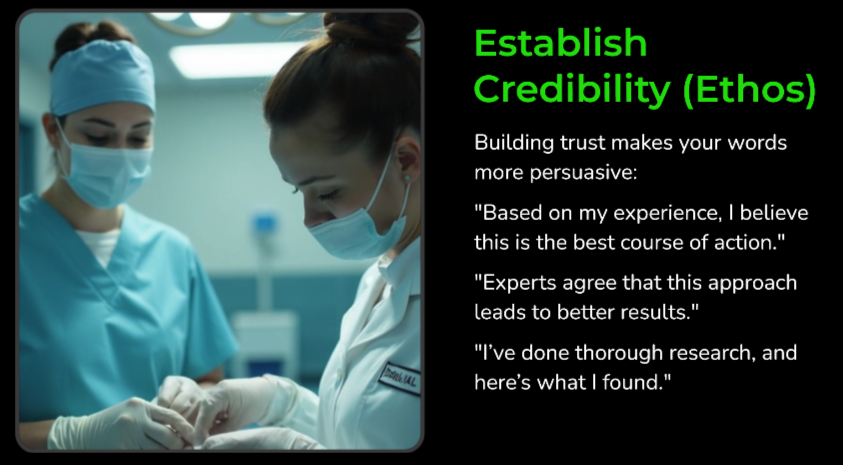 Establish
Credibility (Ethos)
Building trust makes your words
more persuasive:
"Based on my experience, I believe
this is the best course of action."
"Experts agree that this approach
leads to better results."
"I’ve done thorough research, and
here’s what I found."